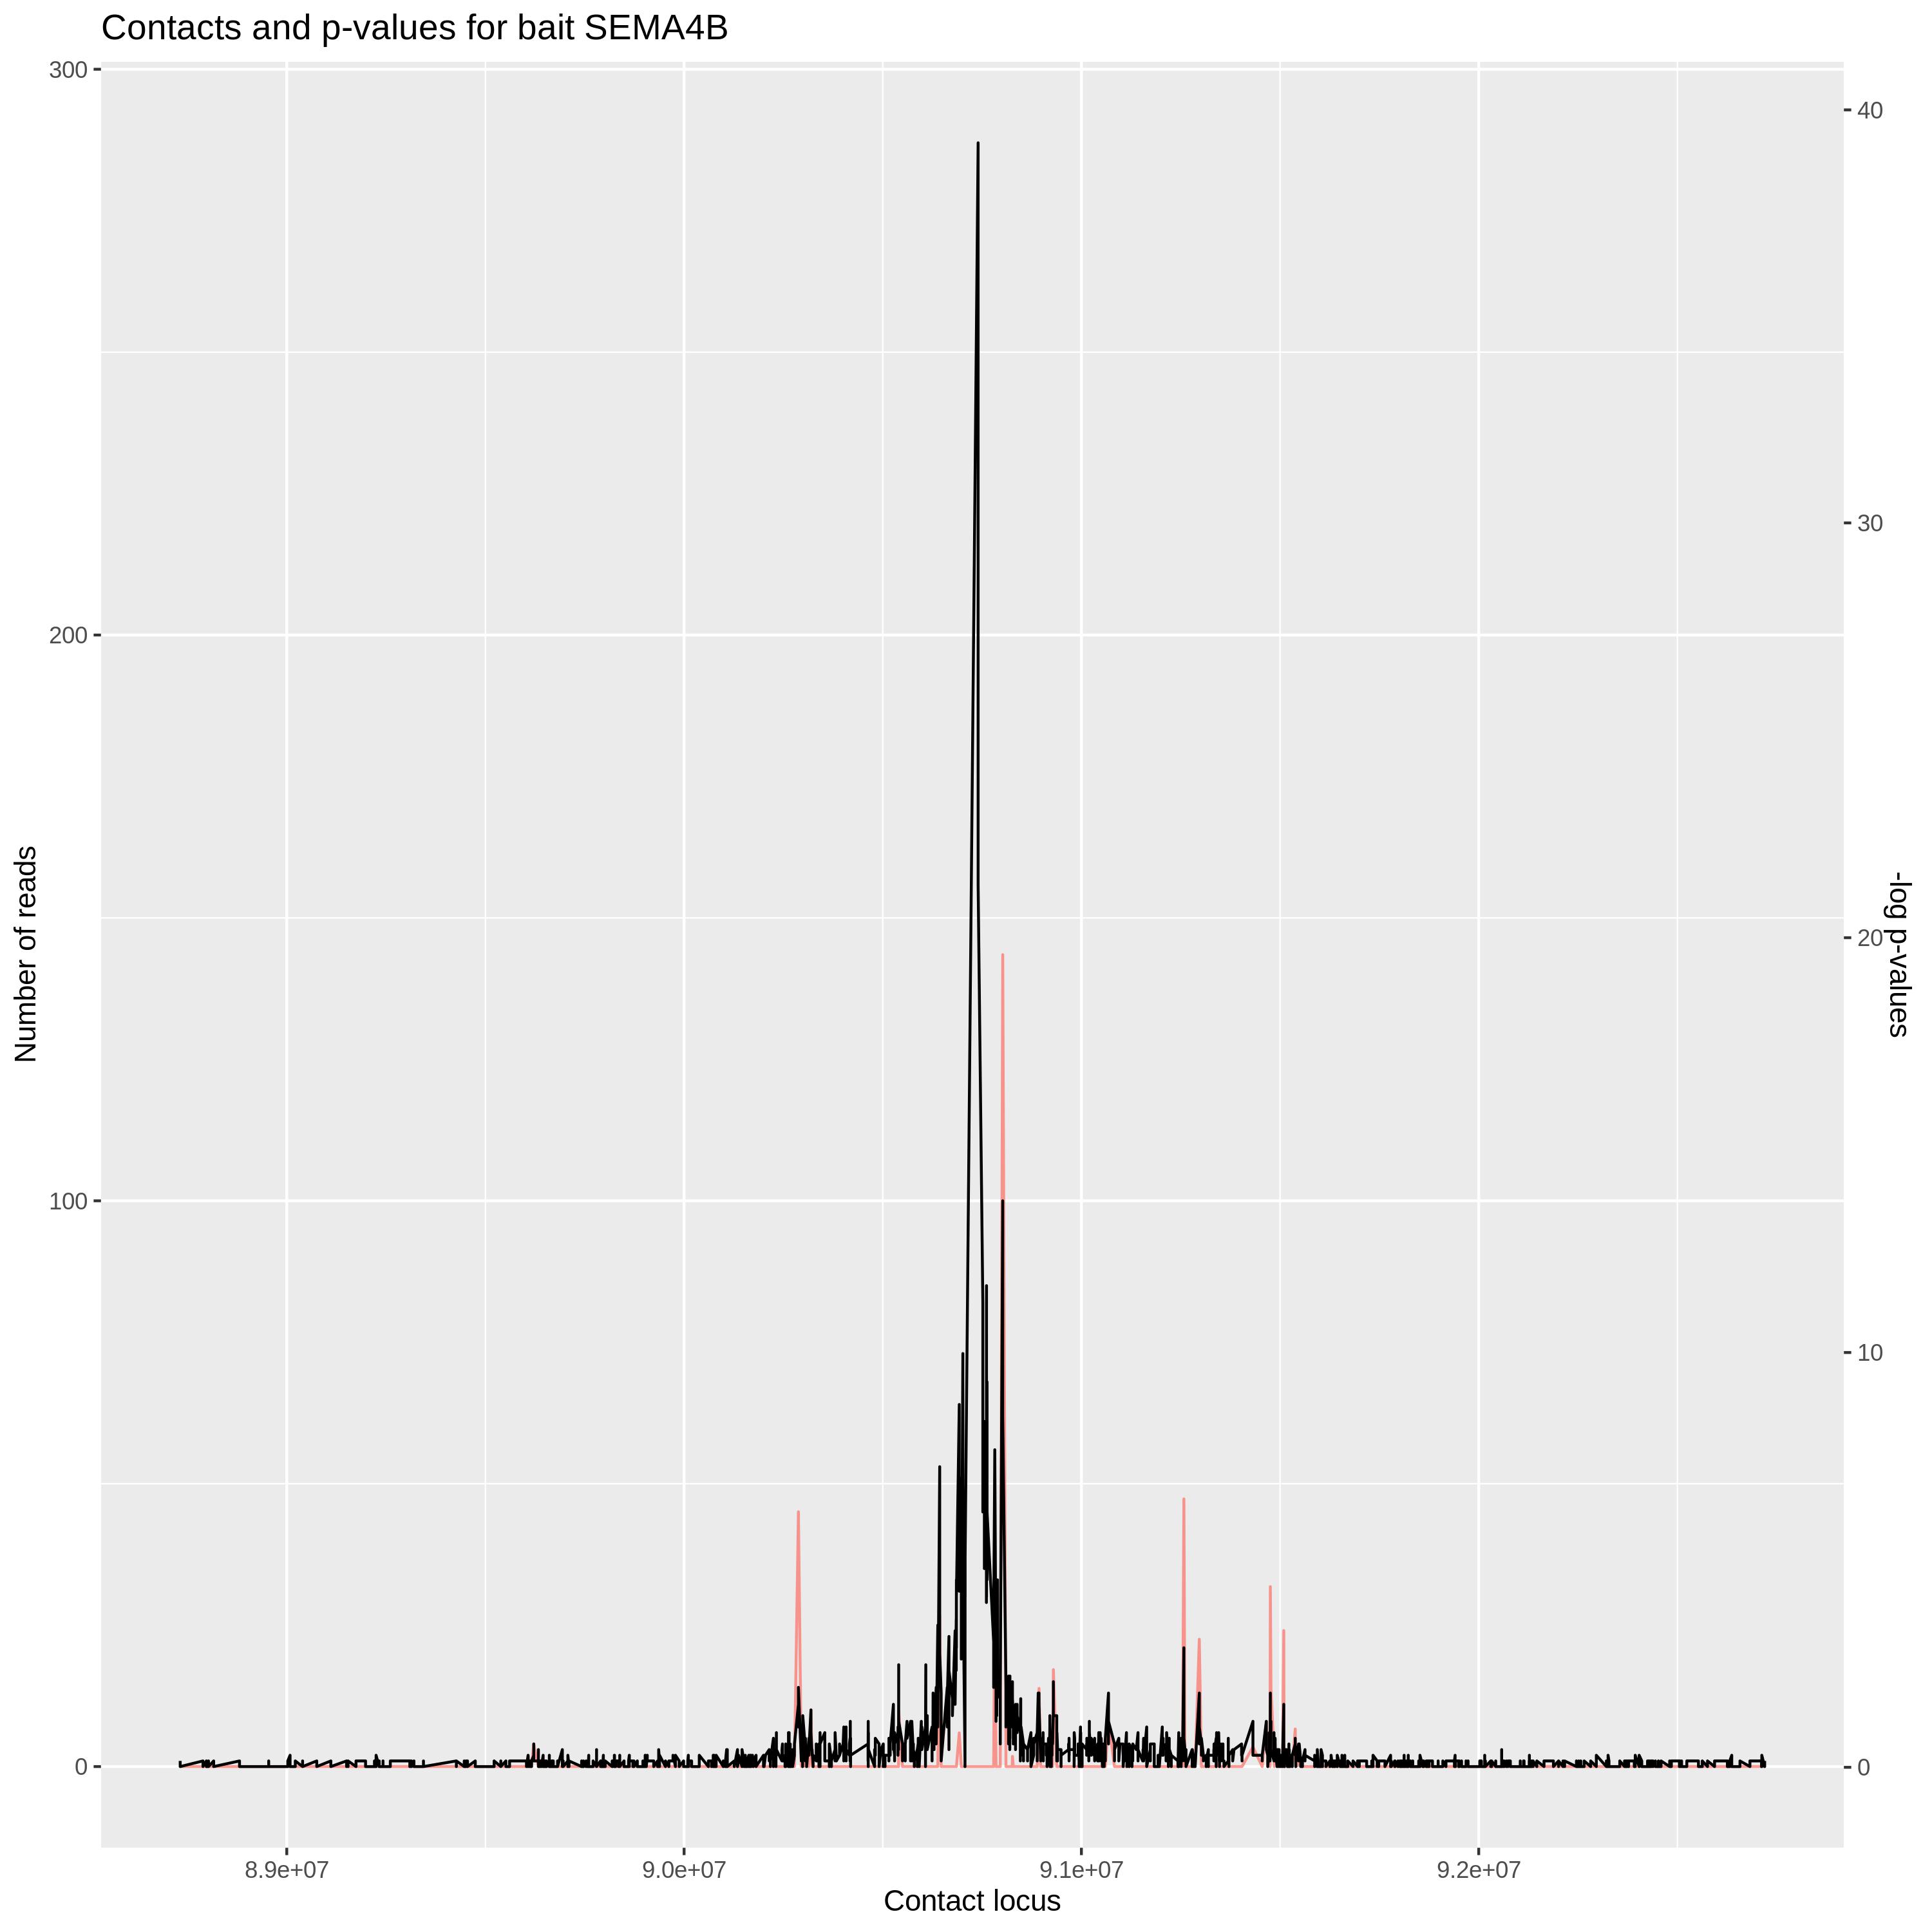 Contacts and p-values for bait SEMA4B
300
200
100
0
Number of reads
40
30
20
10
0
-log p-values
8.9e+07
9.0e+07
9.1e+07
9.2e+07
Contact locus